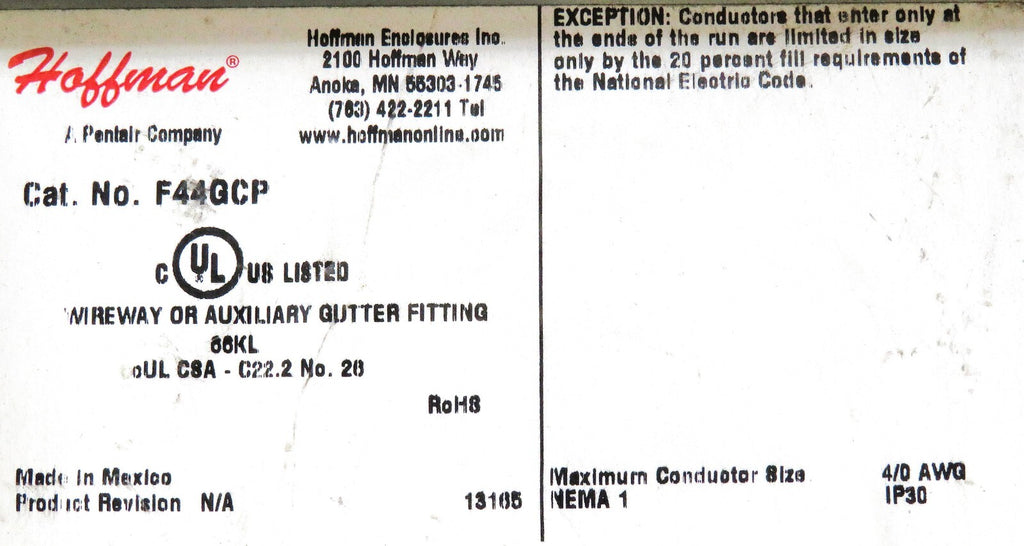 Hoffman®
A Pentair Company
Hoffman Enclosures Inc.
2100 Hoffman Way
Anoka, MN 55303-1745
(763) 422-2211 Tel
www.hoffmanonline.com
Cat. No. F44GCP
C UL US LISTED
WIREWAY OR AUXILIARY GUTTER FITTING
66KL
cUL CSA - C22.2 No. 26
RoHS
Made in Mexico
Product Revision N/A
13165
EXCEPTION: Conductors that enter only at
the ends of the run are limited in size
only by the 20 percent fill requirements of
the National Electric Code.
Maximum Conductor Size 4/0 AWG
NEMA 1 IP30